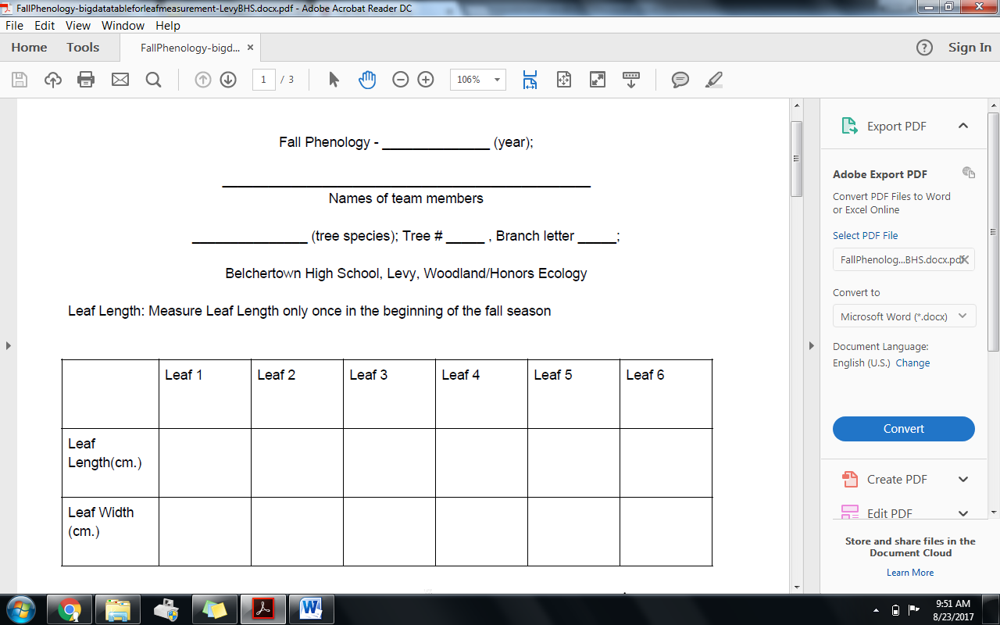 FallPhenology-bigdatatableforleafmeasurement-LevyBHS.docx.pdf - Adobe Acrobat Reader DC
File Edit View Window Help
Home Tools FallPhenology-bigd... × ? Sign In
1 / 3 106%
Fall Phenology - ______________ (year);
Names of team members
_______________ (tree species); Tree # _____ , Branch letter _____;
Belchertown High School, Levy, Woodland/Honors Ecology
Leaf Length: Measure Leaf Length only once in the beginning of the fall season
Leaf 1 Leaf 2 Leaf 3 Leaf 4 Leaf 5 Leaf 6
Leaf
Length(cm.)
Leaf Width
(cm.)
Export PDF
Adobe Export PDF
Convert PDF Files to Word
or Excel Online
Select PDF File
FallPhenolog...BHS.docx.pdf
Convert to
Microsoft Word (*.docx)
Document Language:
English (U.S.) Change
Convert
Create PDF
Edit PDF
Store and share files in the
Document Cloud
Learn More
9:51 AM
8/23/2017